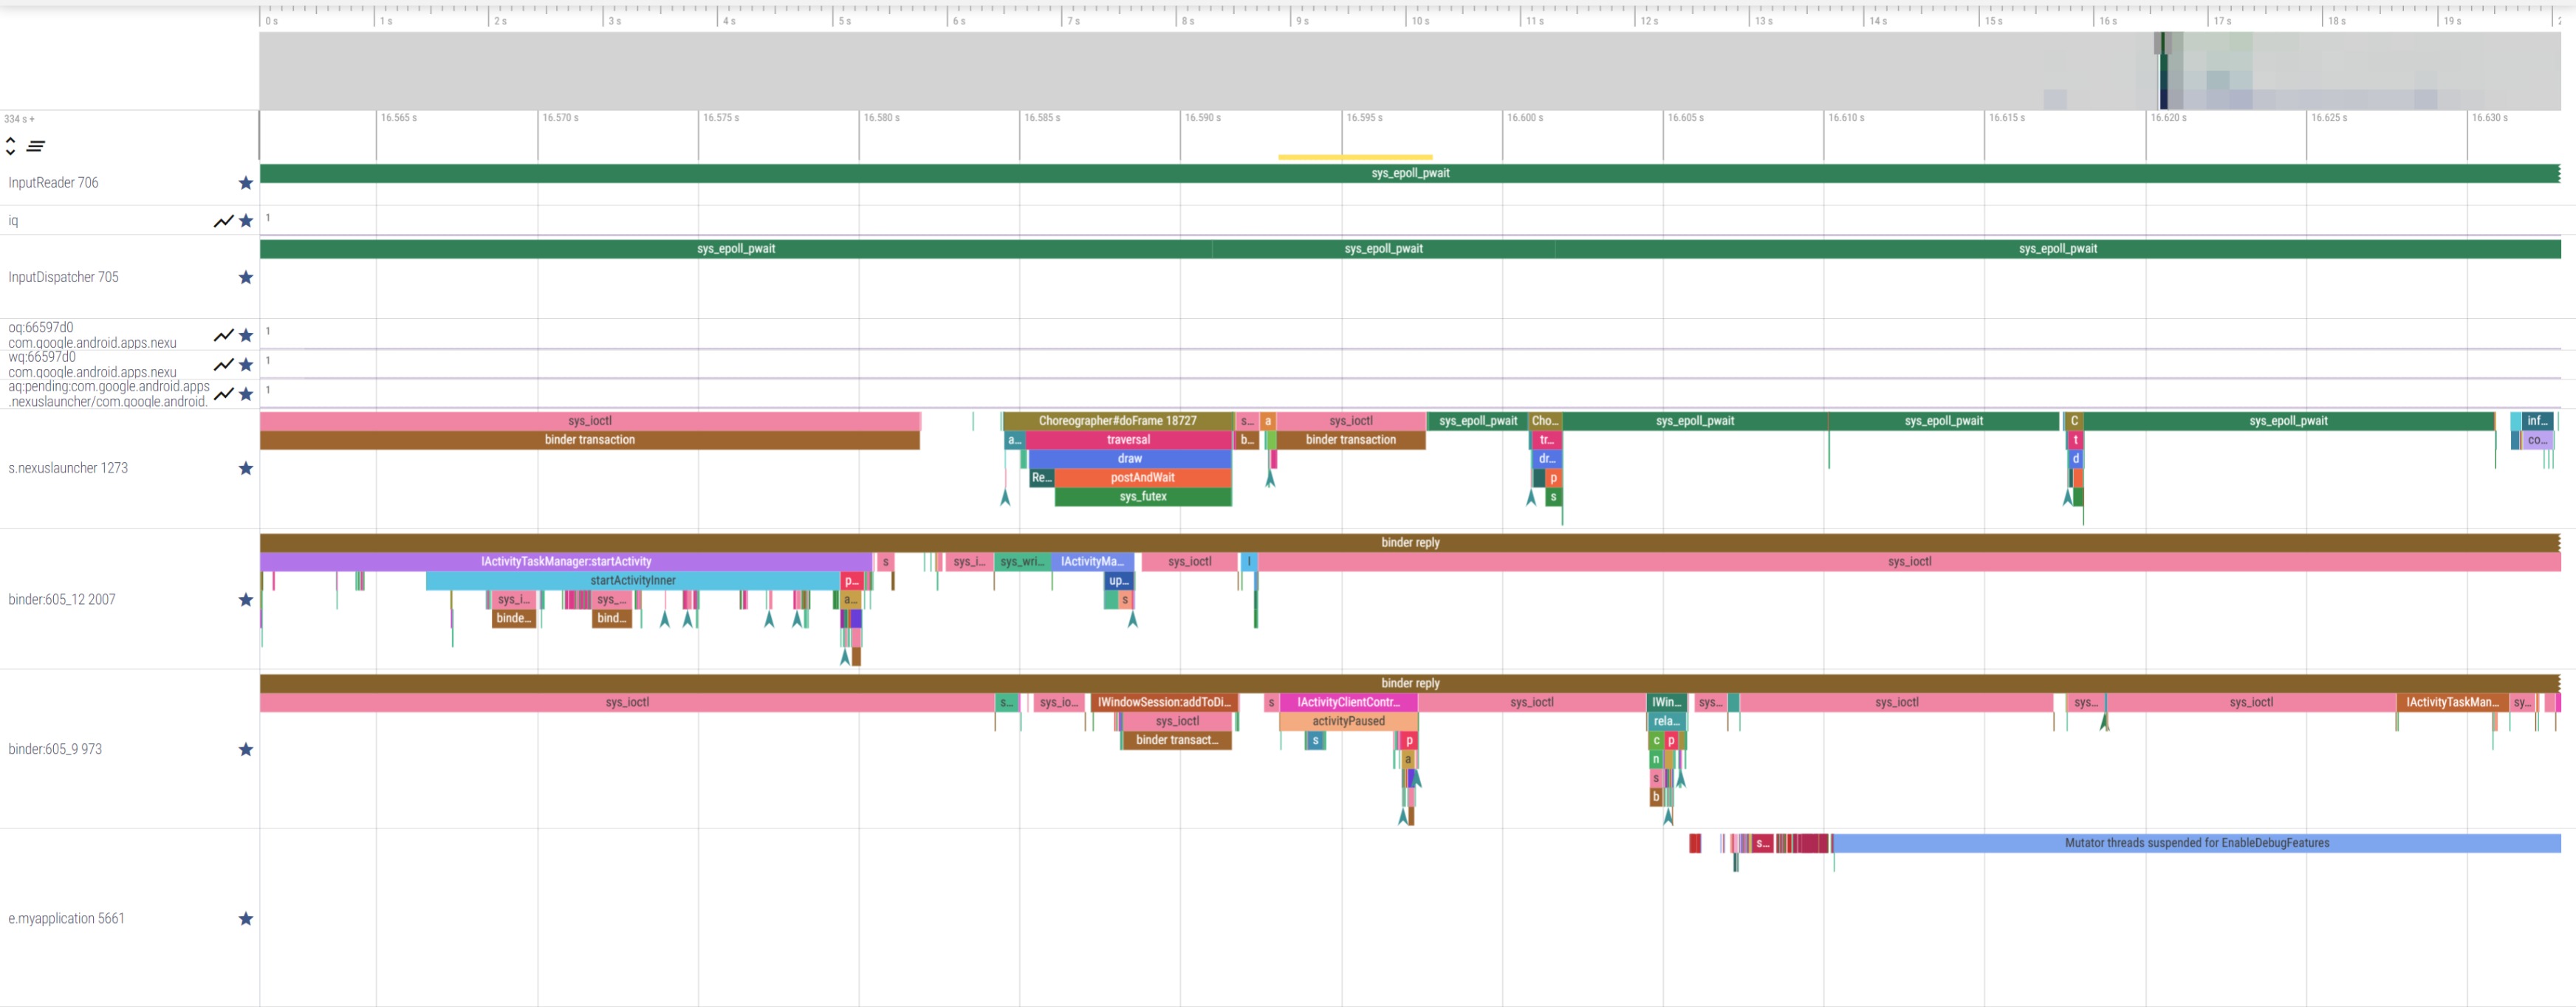 0 s 1 s 2 s 3 s 4 s 5 s 6 s 7 s 8 s 9 s 10 s 11 s 12 s 13 s 14 s 15 s 16 s 17 s 18 s 19 s
334 s +
16.565 s 16.570 s 16.575 s 16.580 s 16.585 s 16.590 s 16.595 s 16.600 s 16.605 s 16.610 s 16.615 s 16.620 s 16.625 s 16.630 s
InputReader 706
sys_epoll_pwait
iq
1
InputDispatcher 705
sys_epoll_pwait sys_epoll_pwait sys_epoll_pwait
oq:66597d0
com.google.android.apps.nexu
1
wq:66597d0
com.google.android.apps.nexu
1
aq:pending:com.google.android.apps
.nexuslauncher/com.google.android.
1
s.nexuslauncher 1273
sys_ioctl Choreographer#doFrame 18727 s... a sys_ioctl sys_epoll_pwait Cho... sys_epoll_pwait sys_epoll_pwait C sys_epoll_pwait inf...
binder transaction a... traversal b... binder transaction tr... t co...
draw dr... d
Re... postAndWait p
sys_futex s
binder:605_12 2007
binder reply
IActivityTaskManager:startActivity s sys_i... sys_wri... IActivityMa... sys_ioctl I sys_ioctl
startActivityInner p... up...
sys_i... sys_... a... s
binde... bind...
binder:605_9 973
binder reply
sys_ioctl s... sys_io... IWindowSession:addToDi... s IActivityClientContr... sys_ioctl IWin... sys... sys_ioctl sys... sys_ioctl IActivityTaskMan... sy...
sys_ioctl activityPaused rela...
binder transact... s p c p
a n
s
b
e.myapplication 5661
s... Mutator threads suspended for EnableDebugFeatures